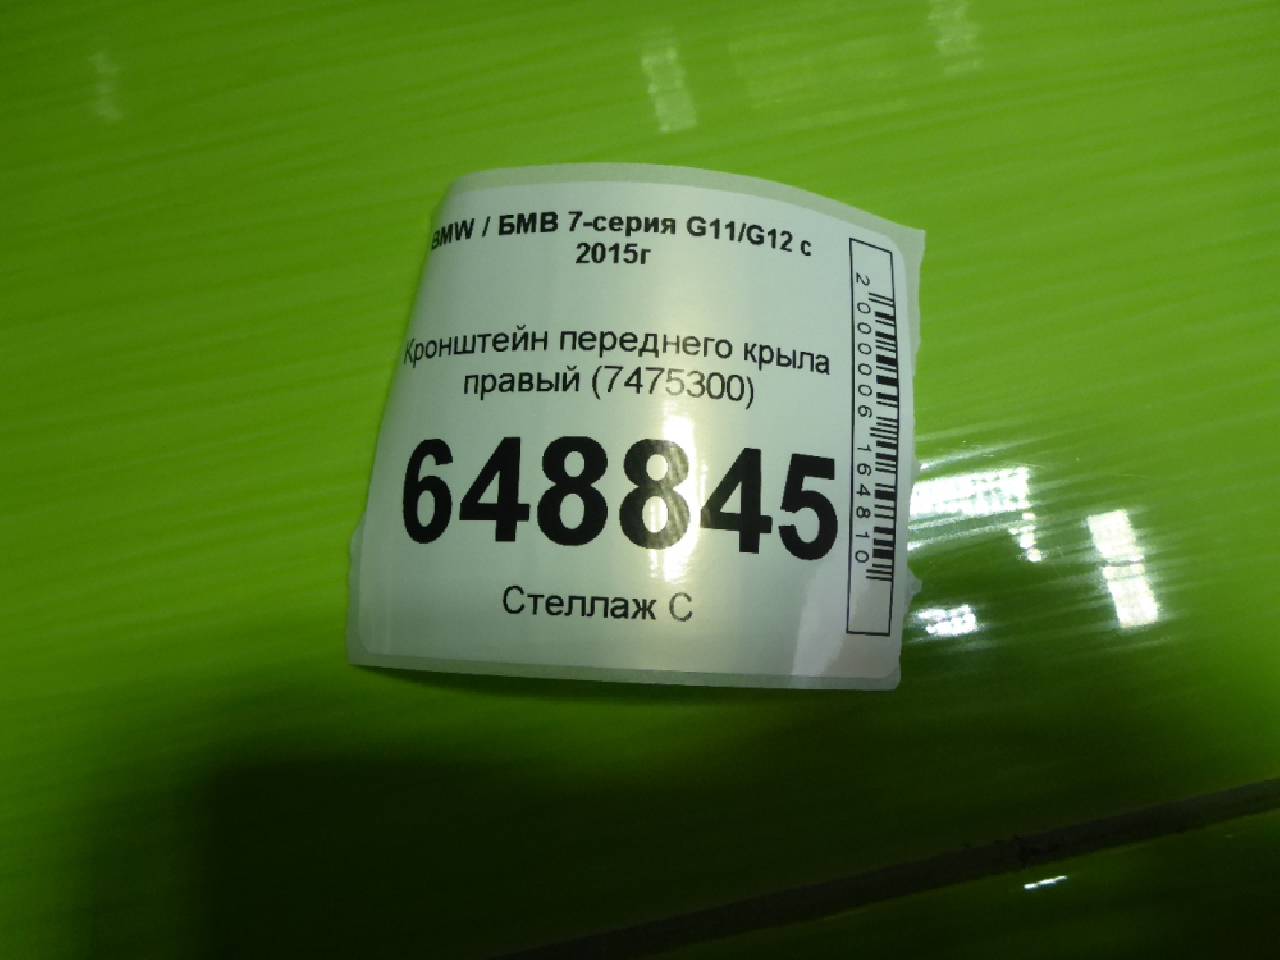 BMW / БМВ 7-серия G11/G12 с
2015г
Кронштейн переднего крыла
правый (7475300)
648845
Стеллаж С
2000006164810